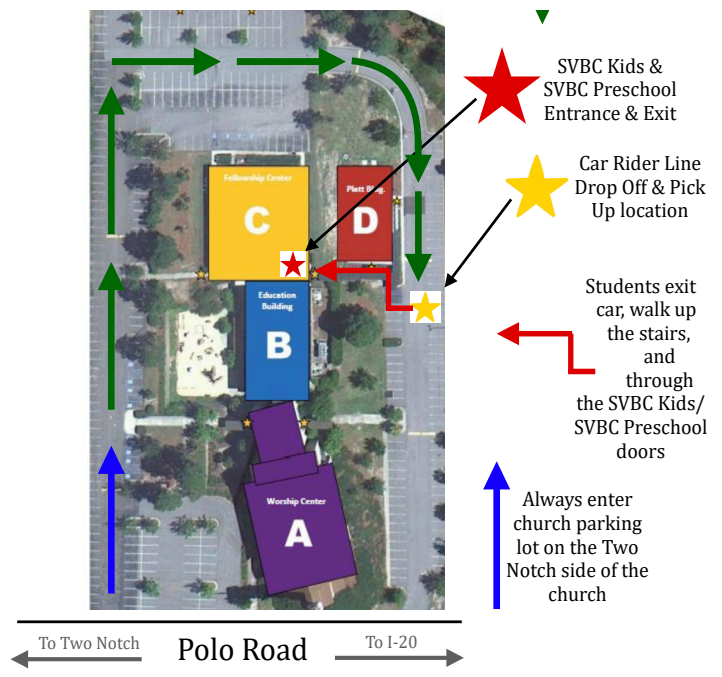 SVBC Kids &
SVBC Preschool
Entrance & Exit
Car Rider Line
Drop Off & Pick
Up location
Fellowship Center
C
Platt Bldg.
D
Education
Building
B
Students exit
car, walk up
the stairs,
and
through
the SVBC Kids/
SVBC Preschool
doors
Worship Center
A
Always enter
church parking
lot on the Two
Notch side of the
church
To Two Notch
Polo Road
To I-20